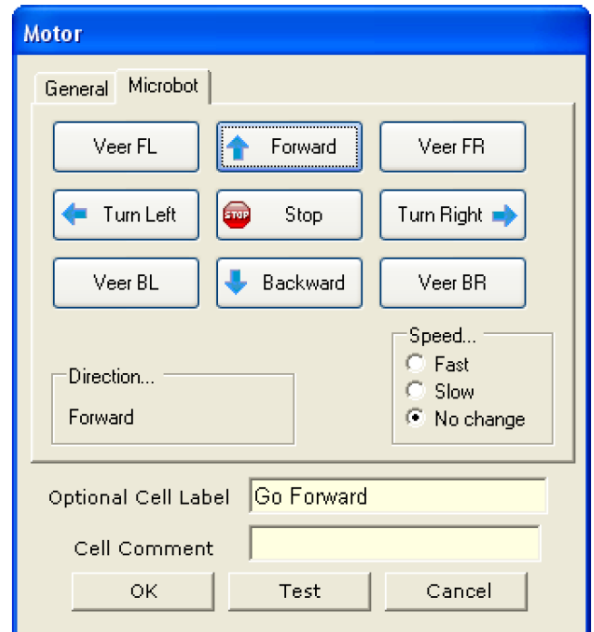 Motor
General Microbot
Veer FL Forward Veer FR
Turn Left STOP Stop Turn Right
Veer BL Backward Veer BR
Speed...
Fast
Slow
No change
Direction...
Forward
Optional Cell Label Go Forward
Cell Comment
OK Test Cancel